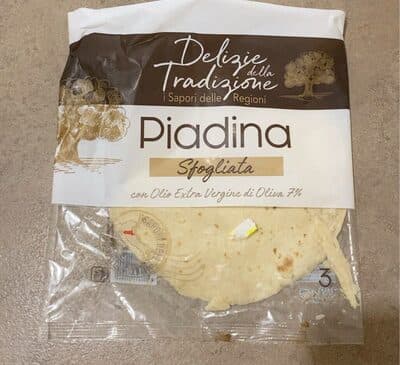 Delizie
della
Tradizione
i Sapori delle Regioni
Piadina
Sfogliata
con Olio Extra Vergine di Oliva 7%
3